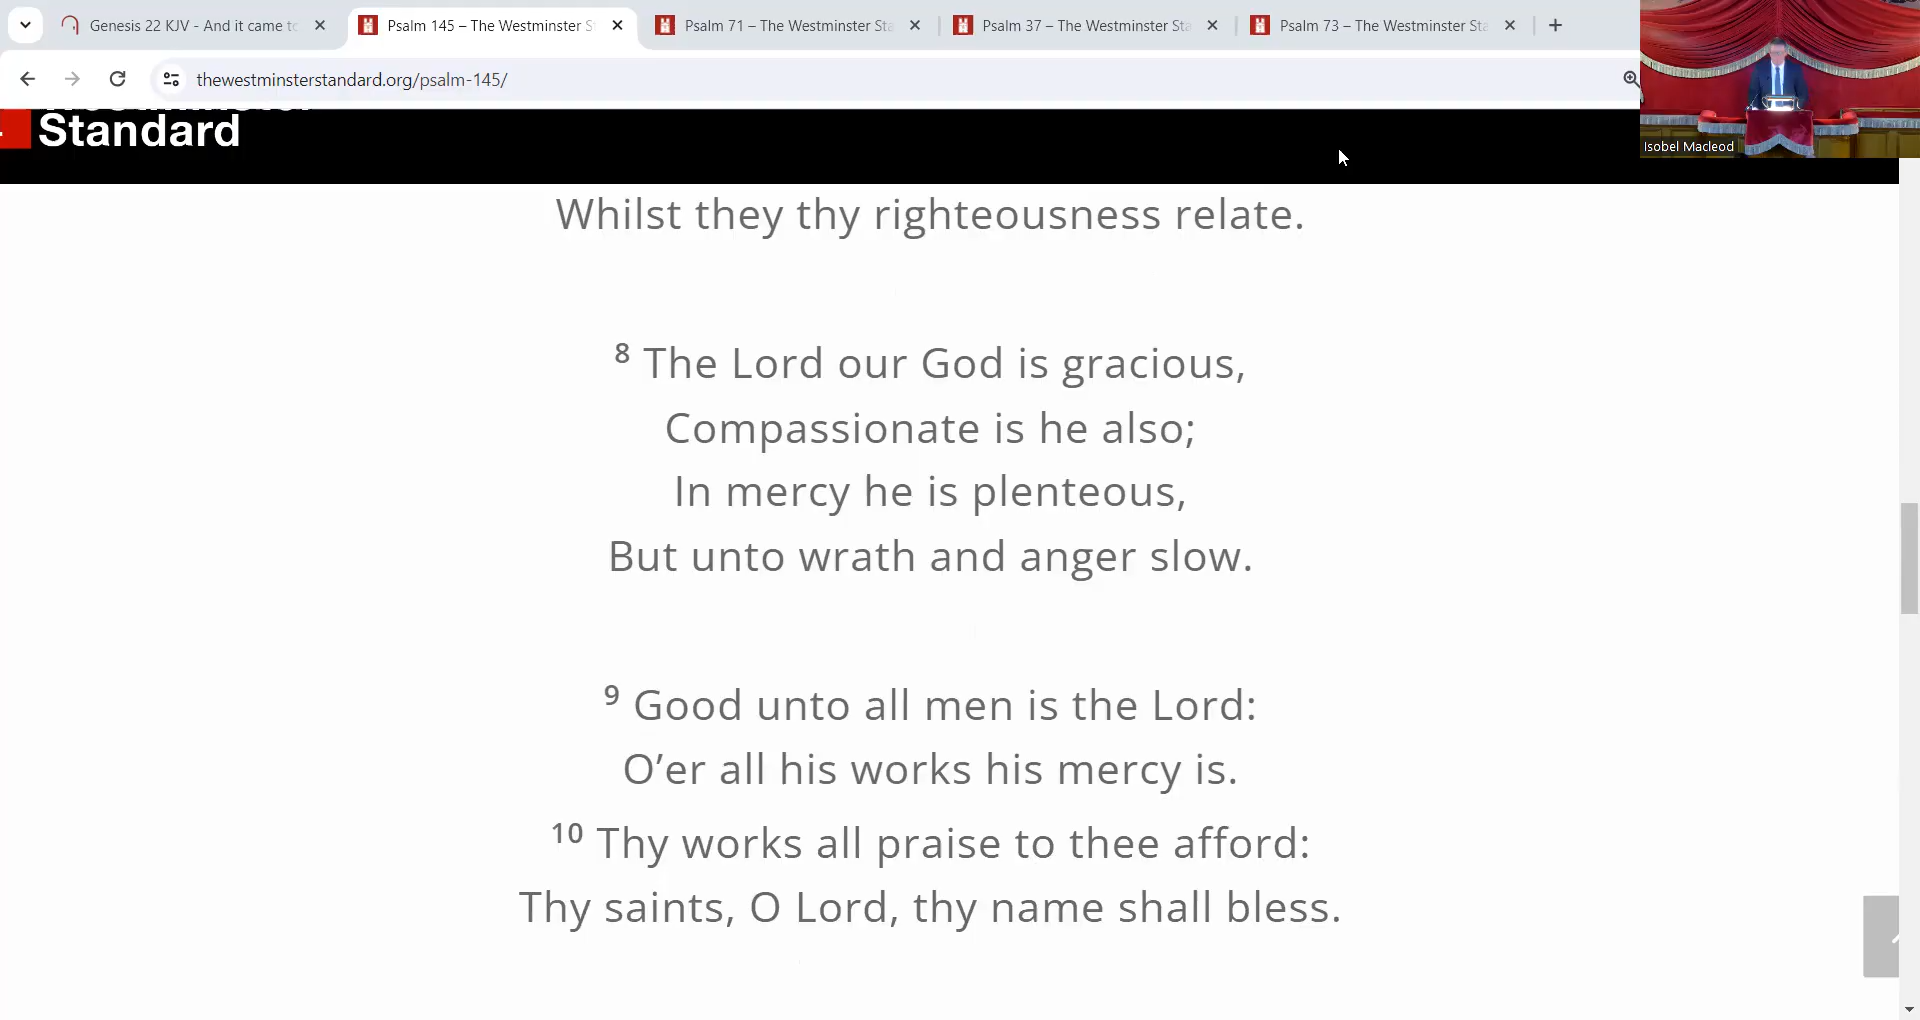 Genesis 22 KJV - And it came to
Psalm 145 – The Westminster S
Psalm 71 – The Westminster Sta
Psalm 37 – The Westminster Sta
Psalm 73 – The Westminster Sta
thewestminsterstandard.org/psalm-145/
Standard
Isobel Macleod
Whilst they thy righteousness relate.
8 The Lord our God is gracious,
Compassionate is he also;
In mercy he is plenteous,
But unto wrath and anger slow.
9 Good unto all men is the Lord:
O’er all his works his mercy is.
10 Thy works all praise to thee afford:
Thy saints, O Lord, thy name shall bless.